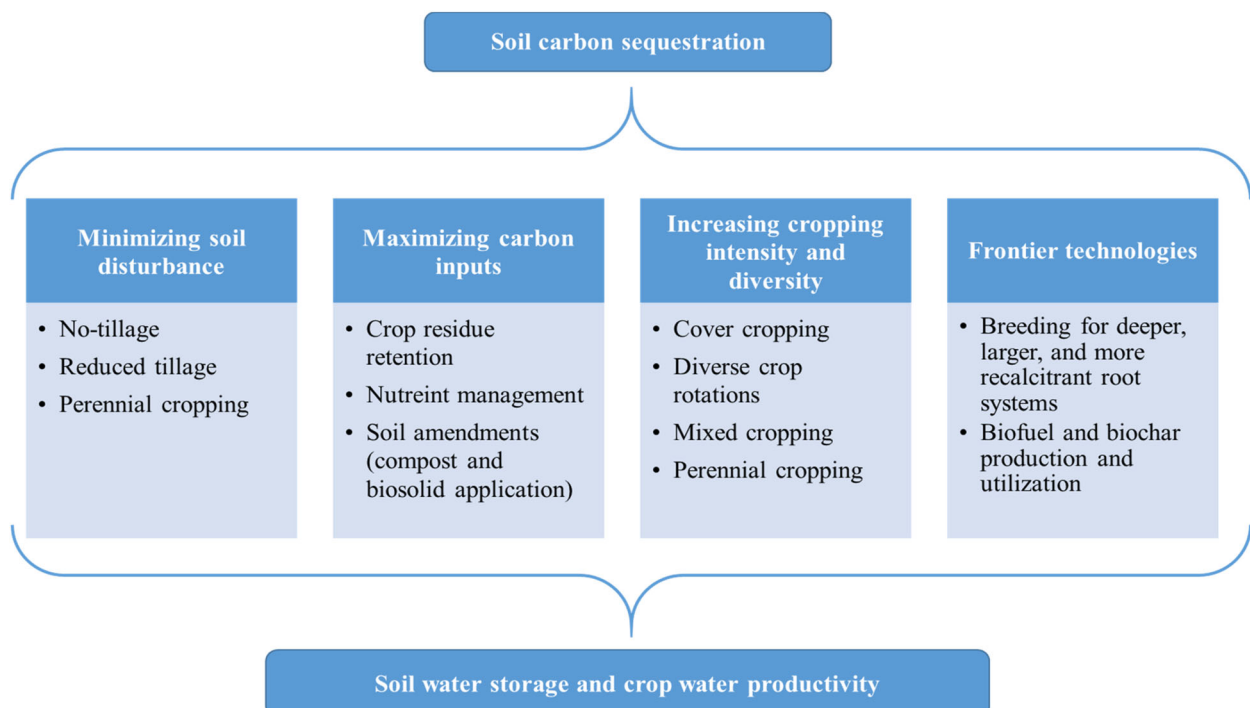 Soil carbon sequestration
Minimizing soil
disturbance
• No-tillage
• Reduced tillage
• Perennial cropping
Maximizing carbon
inputs
• Crop residue
retention
• Nutreint management
• Soil amendments
(compost and
biosolid application)
Increasing cropping
intensity and
diversity
• Cover cropping
• Diverse crop
rotations
• Mixed cropping
• Perennial cropping
Frontier technologies
• Breeding for deeper,
larger, and more
recalcitrant root
systems
• Biofuel and biochar
production and
utilization
Soil water storage and crop water productivity